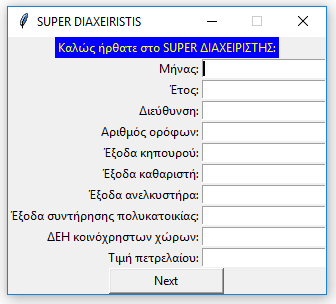 SUPER DIAXEIRISTIS
Καλώς ήρθατε στο SUPER ΔΙΑΧΕΙΡΙΣΤΗΣ:
Μήνας:
Έτος:
Διεύθυνση:
Αριθμός ορόφων:
Έξοδα κηπουρού:
Έξοδα καθαριστή:
Έξοδα ανελκυστήρα:
Έξοδα συντήρησης πολυκατοικίας:
ΔΕΗ κοινόχρηστων χώρων:
Τιμή πετρελαίου:
Next